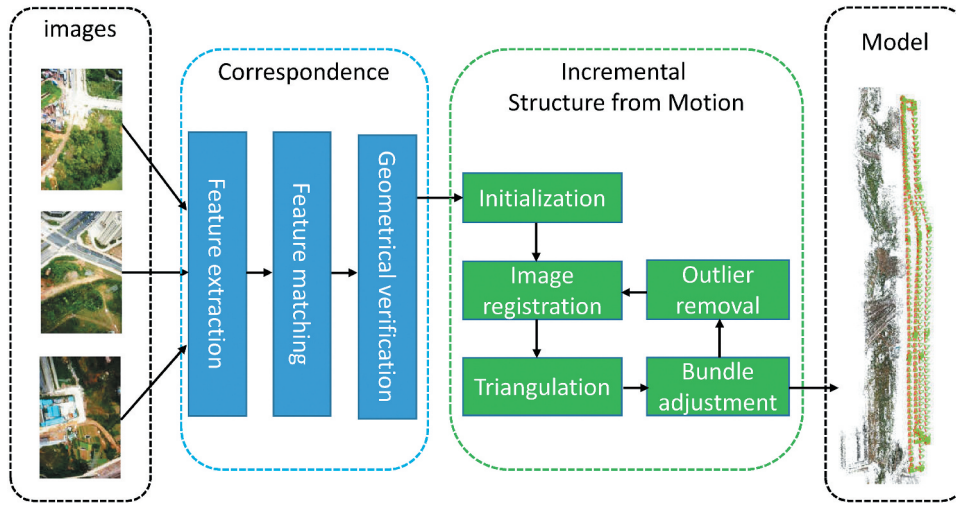 images
Correspondence
Feature extraction
Feature matching
Geometrical verification
Incremental
Structure from Motion
Initialization
Image
registration
Outlier
removal
Triangulation
Bundle
adjustment
Model